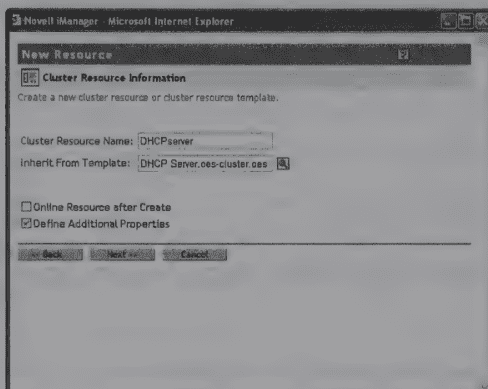 Novell iManager - Microsoft Internet Explorer
New Resource
?
Cluster Resource Information
Create a new cluster resource or cluster resource template.
Cluster Resource Name: DHCPserver
Inherit From Template: DHCP Server.oes-cluster.oes
Online Resource after Create
Define Additional Properties
<< Back Next >> Cancel